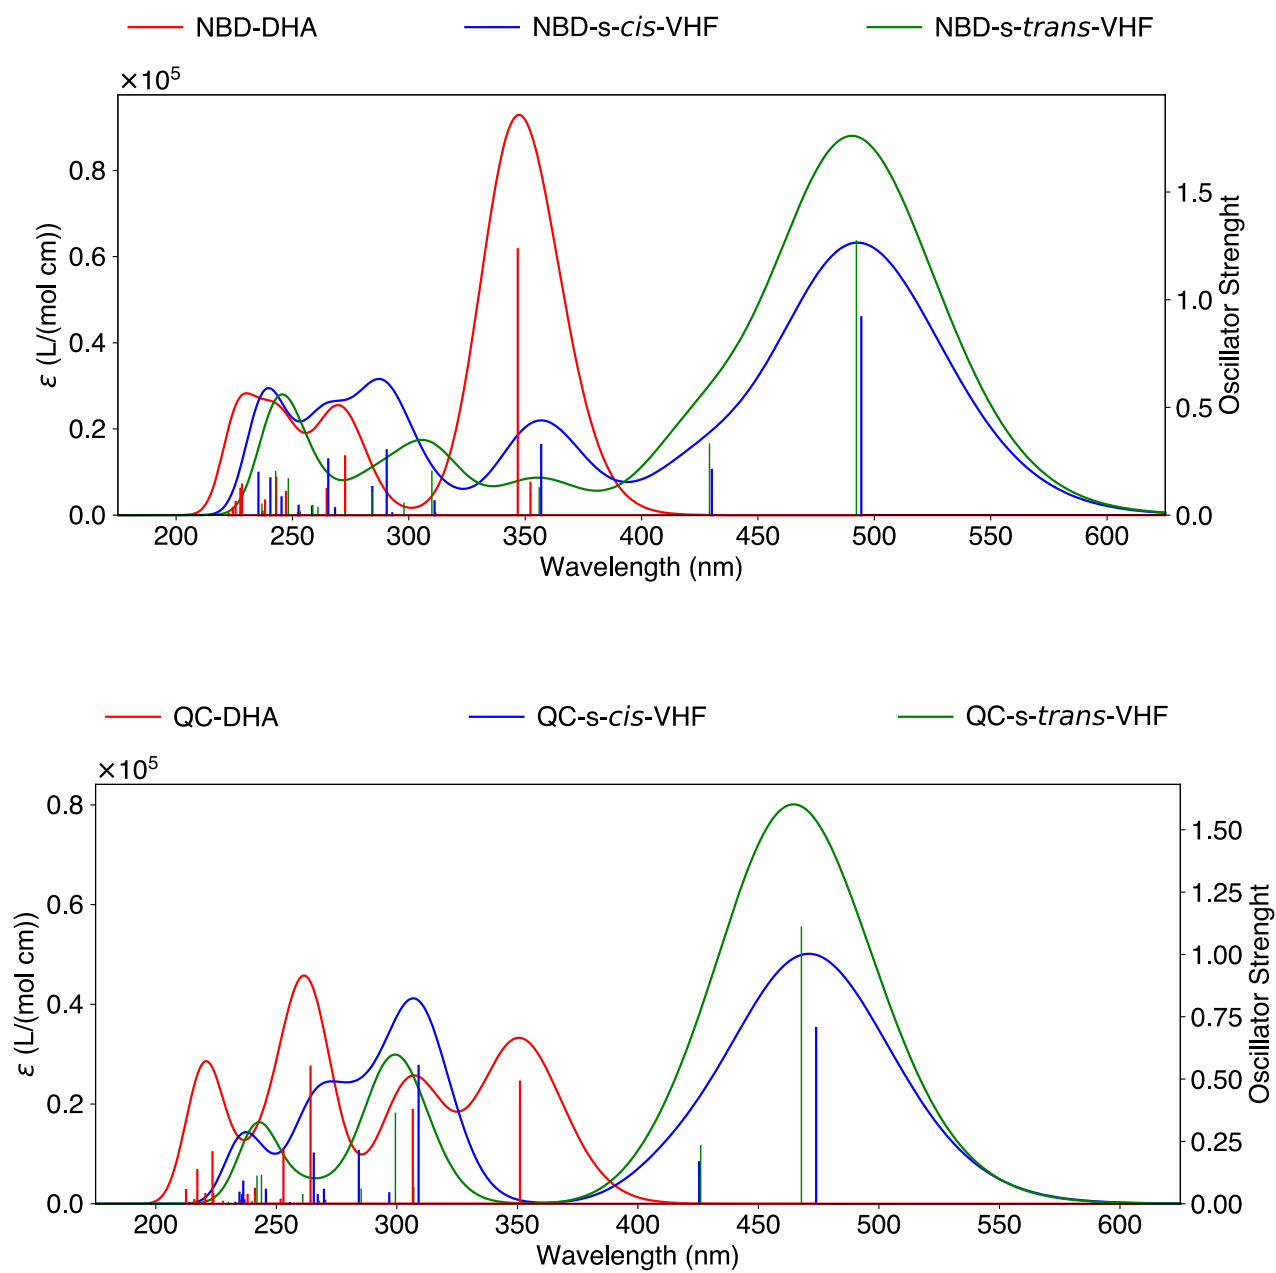 NBD-DHA NBD-s-cis-VHF NBD-s-trans-VHF
×10⁵
0.8
0.6
0.4
0.2
0.0
ε (L/(mol cm))
1.5
1.0
0.5
0.0
Oscillator Strenght
200 250 300 350 400 450 500 550 600
Wavelength (nm)
QC-DHA QC-s-cis-VHF QC-s-trans-VHF
×10⁵
0.8
0.6
0.4
0.2
0.0
ε (L/(mol cm))
1.50
1.25
1.00
0.75
0.50
0.25
0.00
Oscillator Strenght
200 250 300 350 400 450 500 550 600
Wavelength (nm)